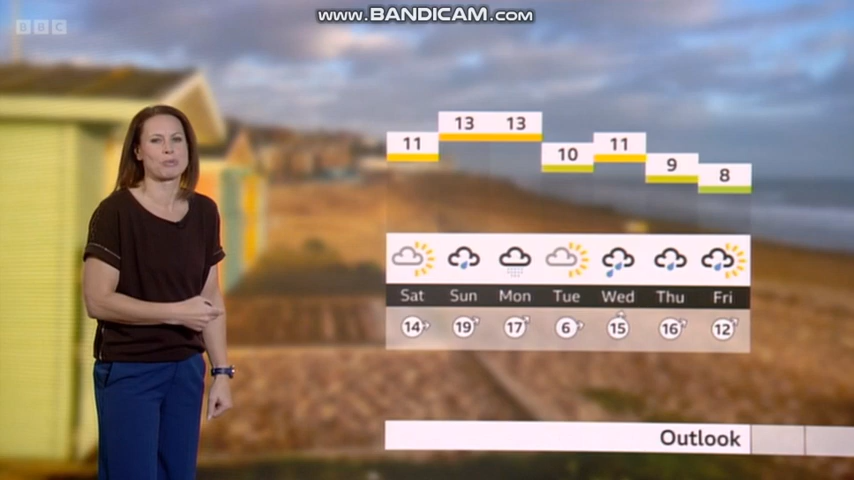 BBC
www.BANDICAM.com
11 13 13 10 11 9 8
Sat Sun Mon Tue Wed Thu Fri
14 19 17 6 15 16 12
Outlook